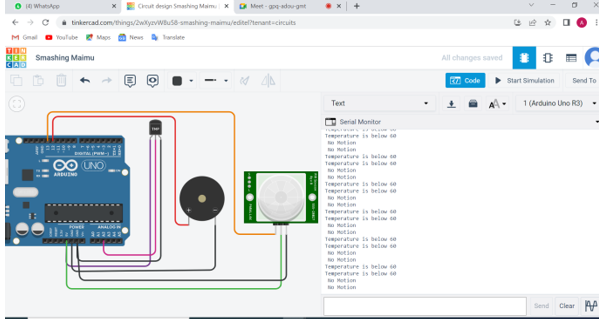 (4) WhatsApp
Circuit design Smashing Maimu |
Meet - gpq-adou-gmt
tinkercad.com/things/2wXyzvW8u58-smashing-maimu/editel?tenant=circuits
Gmail
YouTube
Maps
News
Translate
TIN
KER
CAD
Smashing Maimu
All changes saved
Code
Start Simulation
Send To
Text
1 (Arduino Uno R3)
Serial Monitor
Temperature is below 60
Temperature is below 60
No Motion
No Motion
Temperature is below 60
No Motion
No Motion
Temperature is below 60
No Motion
No Motion
Temperature is below 60
No Motion
No Motion
Temperature is below 60
No Motion
No Motion
Temperature is below 60
No Motion
No Motion
Temperature is below 60
Temperature is below 60
No Motion
No Motion
Send
Clear
TMP
DIGITAL (PWM~)
UNO
ARDUINO
POWER
ANALOG IN